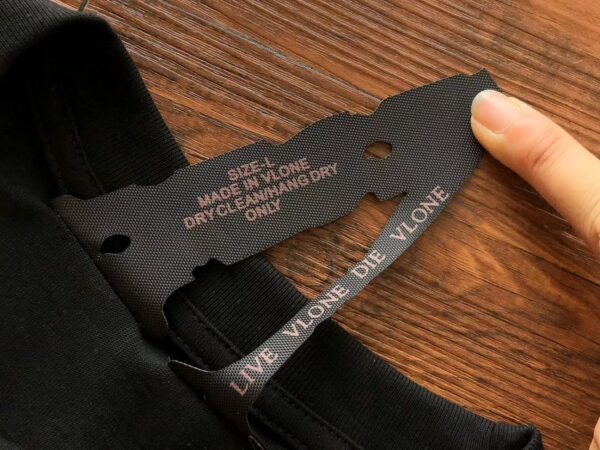 SIZE-L
MADE IN VLONE
DRY CLEAN/HANG DRY
ONLY
LIVE VLONE DIE VLONE